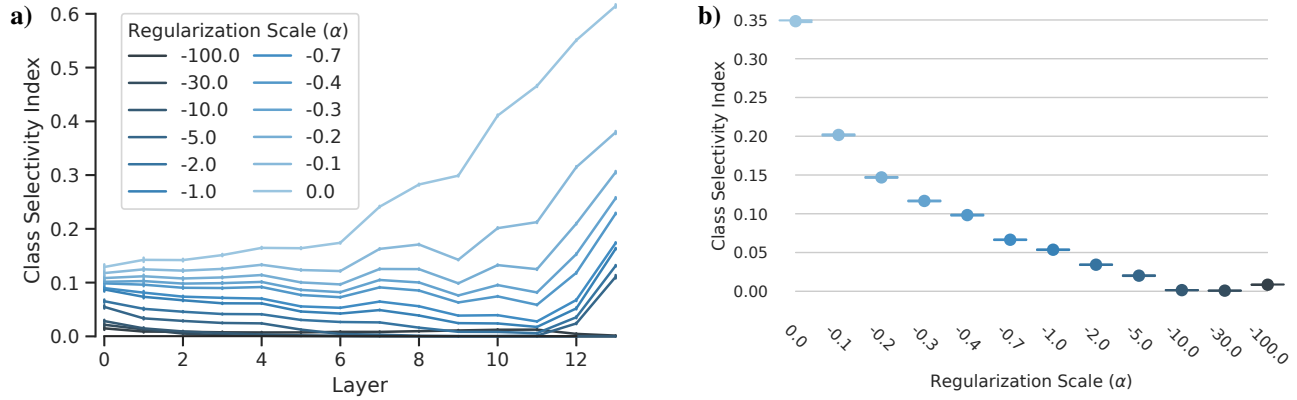 a)
Class Selectivity Index
0.6
0.5
0.4
0.3
0.2
0.1
0.0
Regularization Scale (α)
-100.0 -0.7
-30.0 -0.4
-10.0 -0.3
-5.0 -0.2
-2.0 -0.1
-1.0 0.0
0 2 4 6 8 10 12
Layer
b)
Class Selectivity Index
0.35
0.30
0.25
0.20
0.15
0.10
0.05
0.00
0.0 -0.1 -0.2 -0.3 -0.4 -0.7 -1.0 -2.0 -5.0 -10.0 -30.0 -100.0
Regularization Scale (α)